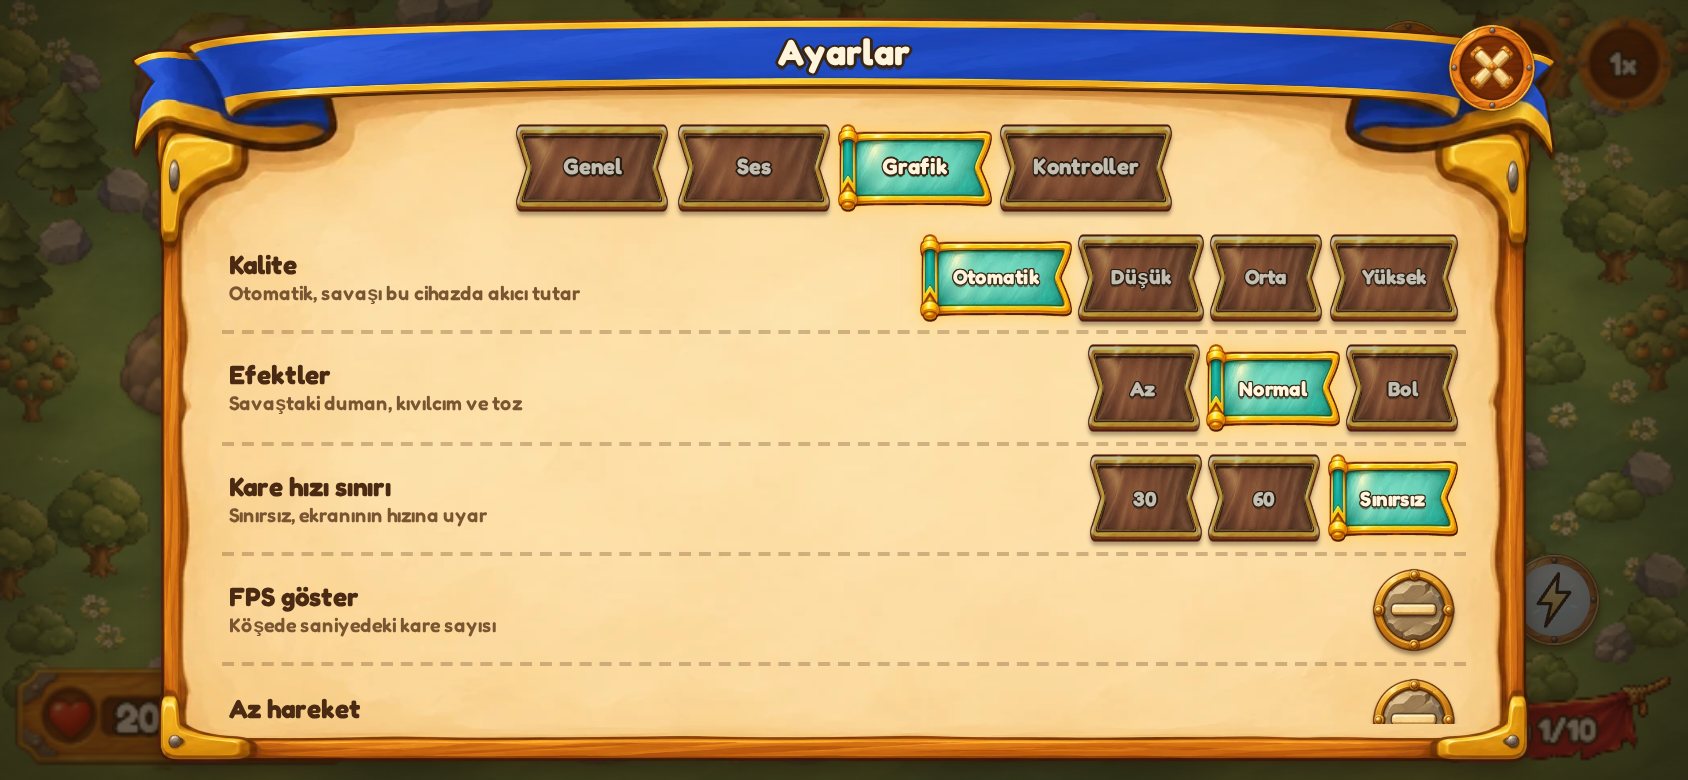 Ayarlar
1x
Genel
Ses
Grafik
Kontroller
Kalite
Otomatik, savaşı bu cihazda akıcı tutar
Otomatik
Düşük
Orta
Yüksek
Efektler
Savaştaki duman, kıvılcım ve toz
Az
Normal
Bol
Kare hızı sınırı
Sınırsız, ekranının hızına uyar
30
60
Sınırsız
FPS göster
Köşede saniyedeki kare sayısı
Az hareket
20
1/10